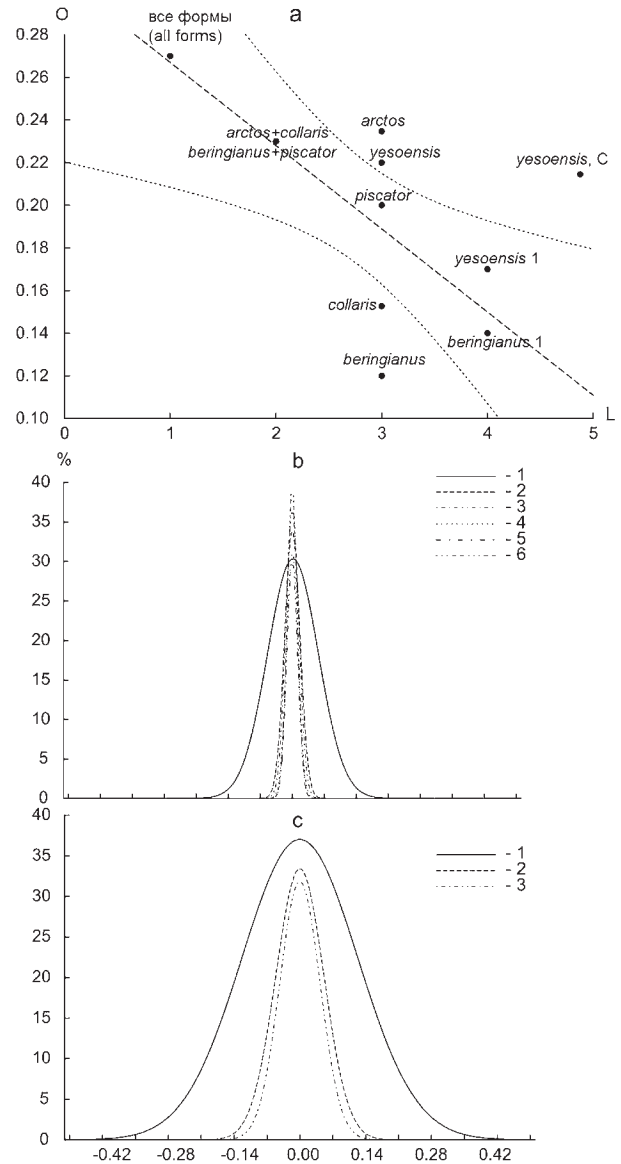 O
a
все формы
(all forms)
0.28
0.26
0.24
0.22
0.20
0.18
0.16
0.14
0.12
0.10
arctos
arctos+collaris
beringianus+piscator
yesoensis
yesoensis, C
piscator
yesoensis 1
collaris
beringianus 1
beringianus
L
0 1 2 3 4 5
%
b
40
35
30
25
20
15
10
5
0
- 1
- 2
- 3
- 4
- 5
- 6
c
40
35
30
25
20
15
10
5
0
- 1
- 2
- 3
-0.42 -0.28 -0.14 0.00 0.14 0.28 0.42